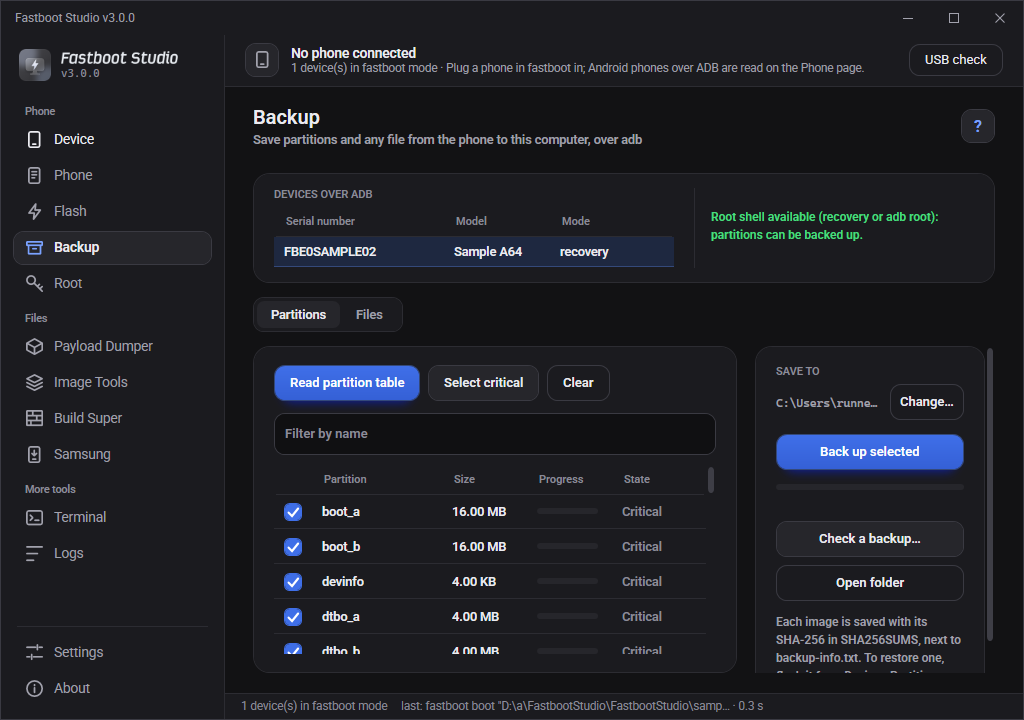 Fastboot Studio v3.0.0
Fastboot Studio
v3.0.0
No phone connected
1 device(s) in fastboot mode · Plug a phone in fastboot in; Android phones over ADB are read on the Phone page.
USB check
Phone
Device
Phone
Flash
Backup
Root
Files
Payload Dumper
Image Tools
Build Super
Samsung
More tools
Terminal
Logs
Settings
About
Backup
Save partitions and any file from the phone to this computer, over adb
?
DEVICES OVER ADB
Serial number Model Mode
FBE0SAMPLE02 Sample A64 recovery
Root shell available (recovery or adb root):
partitions can be backed up.
Partitions Files
Read partition table Select critical Clear
Filter by name
Partition Size Progress State
boot_a 16.00 MB Critical
boot_b 16.00 MB Critical
devinfo 4.00 KB Critical
dtbo_a 4.00 MB Critical
dtbo_b 4.00 MB Critical
SAVE TO
C:\Users\runne… Change…
Back up selected
Check a backup…
Open folder
Each image is saved with its
SHA-256 in SHA256SUMS, next to
backup-info.txt. To restore one,
1 device(s) in fastboot mode last: fastboot boot "D:\a\FastbootStudio\FastbootStudio\samp… · 0.3 s